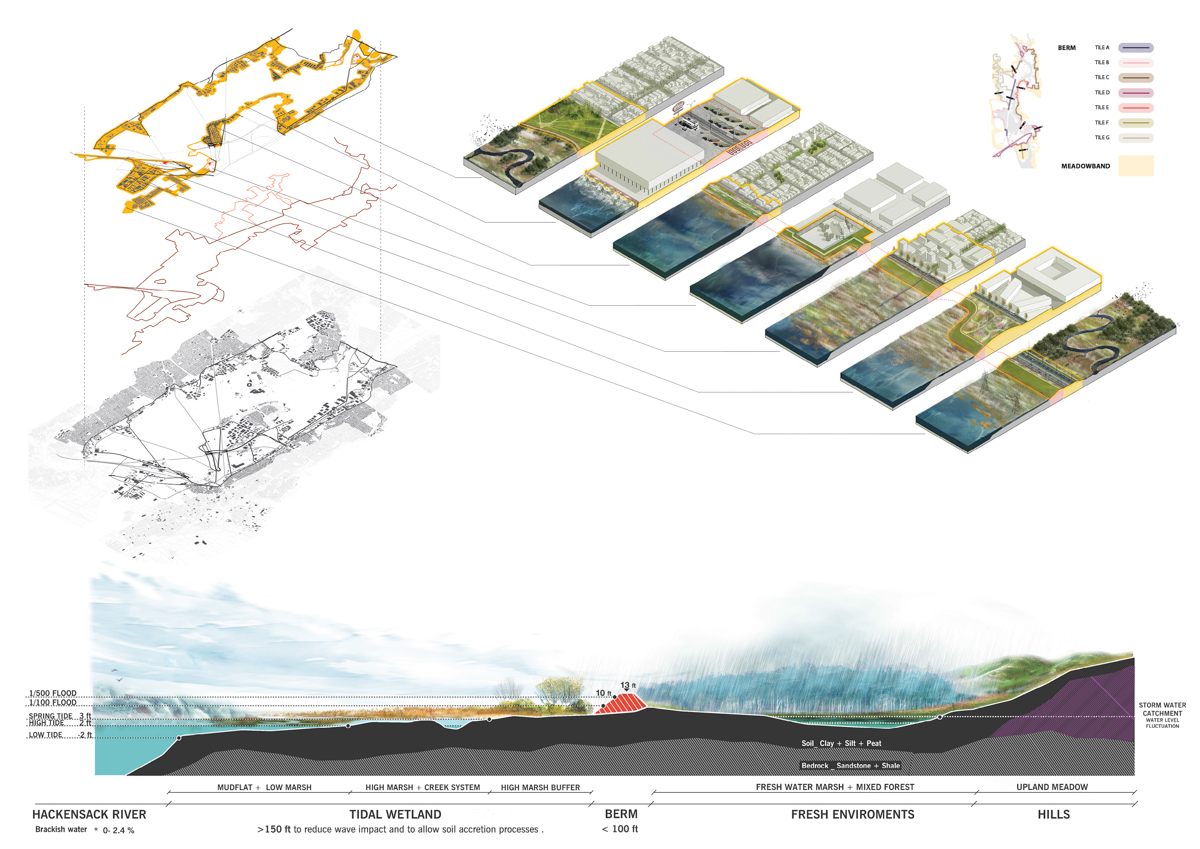 BERM
TILE A
TILE B
TILE C
TILE D
TILE E
TILE F
TILE G
MEADOWBAND
1/500 FLOOD
1/100 FLOOD
SPRING TIDE 3 ft
HIGH TIDE 2 ft
LOW TIDE -2 ft
10 ft
13 ft
STORM WATER
CATCHMENT
WATER LEVEL
FLUCTUATION
Soil_ Clay + Silt + Peat
Bedrock _ Sandstone + Shale
MUDFLAT + LOW MARSH
HIGH MARSH + CREEK SYSTEM
HIGH MARSH BUFFER
FRESH WATER MARSH + MIXED FOREST
UPLAND MEADOW
HACKENSACK RIVER
TIDAL WETLAND
BERM
FRESH ENVIROMENTS
HILLS
Brackish water * 0- 2.4 %
>150 ft to reduce wave impact and to allow soil accretion processes .
< 100 ft